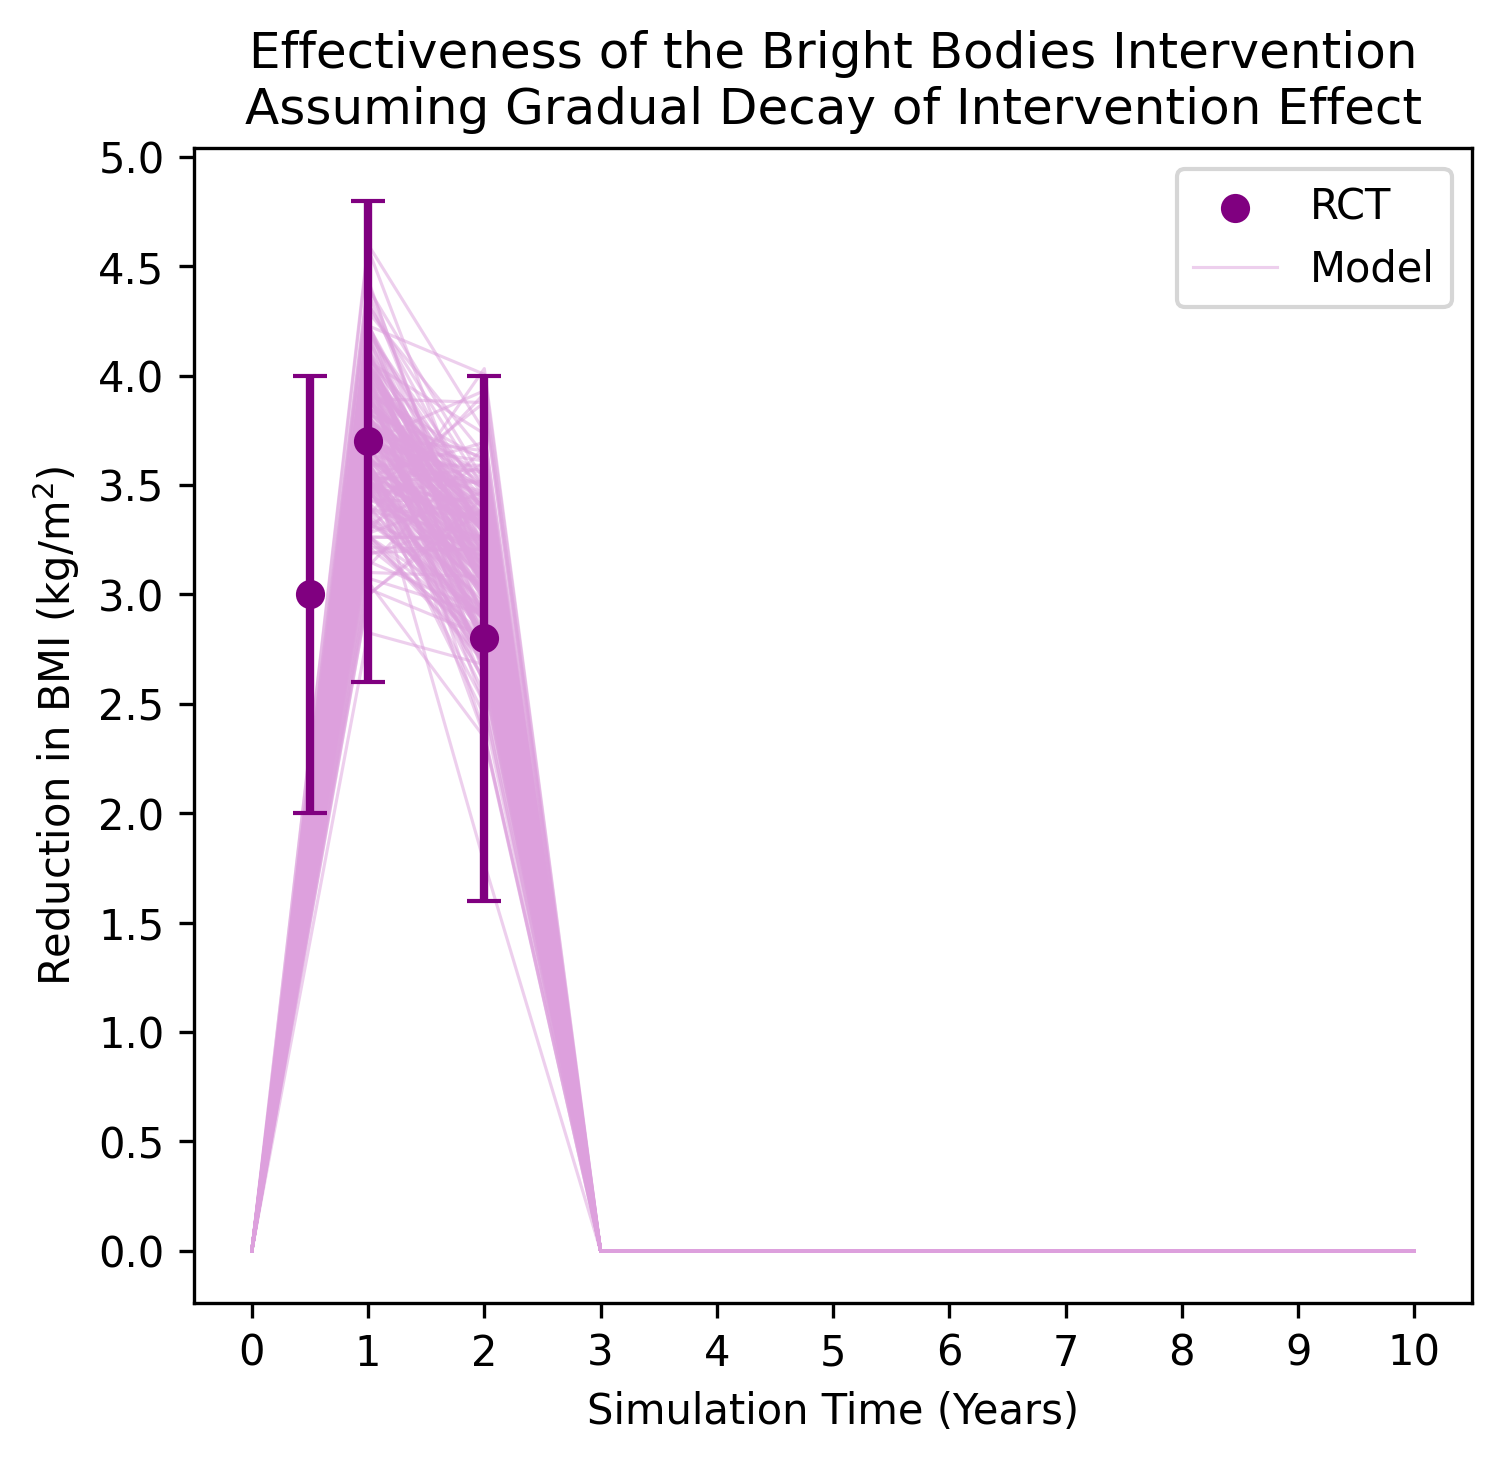 Effectiveness of the Bright Bodies Intervention
Assuming Gradual Decay of Intervention Effect
5.0
4.5
4.0
3.5
3.0
2.5
2.0
1.5
1.0
0.5
0.0
Reduction in BMI (kg/m²)
RCT
Model
0 1 2 3 4 5 6 7 8 9 10
Simulation Time (Years)